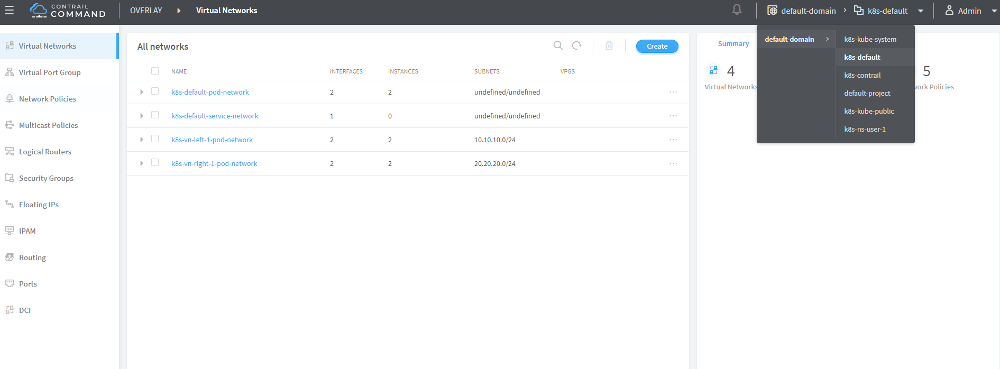 CONTRAIL
COMMAND
OVERLAY
Virtual Networks
default-domain
k8s-default
Admin
Virtual Networks
Virtual Port Group
Network Policies
Multicast Policies
Logical Routers
Security Groups
Floating IPs
IPAM
Routing
Ports
DCI
All networks
Create
NAME INTERFACES INSTANCES SUBNETS VPGS
k8s-default-pod-network 2 2 undefined/undefined ...
k8s-default-service-network 1 0 undefined/undefined ...
k8s-vn-left-1-pod-network 2 2 10.10.10.0/24 ...
k8s-vn-right-1-pod-network 2 2 20.20.20.0/24 ...
Summary
4
Virtual Networks
5
work Policies
default-domain
k8s-kube-system
k8s-default
k8s-contrail
default-project
k8s-kube-public
k8s-ns-user-1